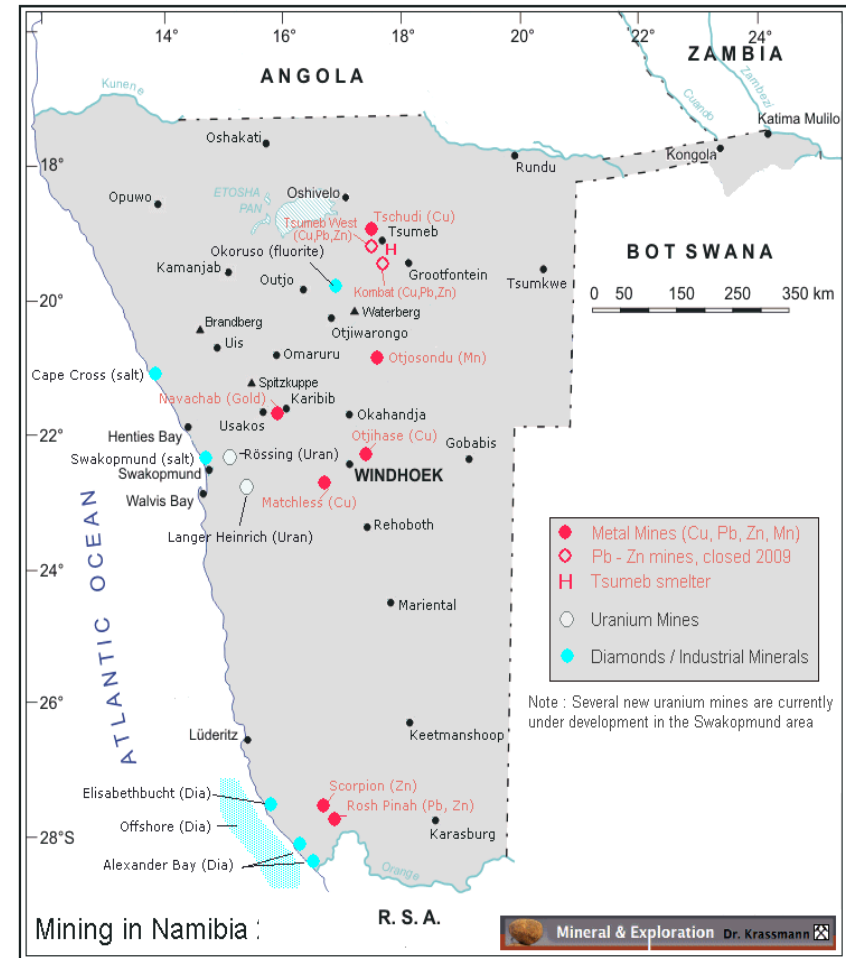 14°
16°
18°
20°
22°
24°
ZAMBIA
ANGOLA
Kunene
Cuando
Zambezi
Katima Mulilo
Oshakati
Rundu
Kongola
18°
Opuwo
ETOSHA
PAN
Oshivelo
Tschudi (Cu)
Tsumeb West
(Cu,Pb,Zn)
Tsumeb
H
Okoruso (fluorite)
Kamanjab
Outjo
Grootfontein
Tsumkwe
Kombat (Cu,Pb,Zn)
BOTSWANA
0 50 150 250 350 km
20°
Brandberg
Waterberg
Otjiwarongo
Uis
Omaruru
Otjosondu (Mn)
Cape Cross (salt)
Spitzkuppe
Navachab (Gold)
Karibib
Usakos
Okahandja
22°
Henties Bay
Otjihase (Cu)
Gobabis
Swakopmund (salt)
Rössing (Uran)
Swakopmund
WINDHOEK
Walvis Bay
Matchless (Cu)
Langer Heinrich (Uran)
Rehoboth
ATLANTIC OCEAN
Metal Mines (Cu, Pb, Zn, Mn)
Pb - Zn mines, closed 2009
H Tsumeb smelter
Uranium Mines
Diamonds / Industrial Minerals
24°
Mariental
26°
Note : Several new uranium mines are currently
under development in the Swakopmund area
Lüderitz
Keetmanshoop
Elisabethbucht (Dia)
Scorpion (Zn)
Rosh Pinah (Pb, Zn)
Offshore (Dia)
28°S
Karasburg
Alexander Bay (Dia)
Orange
R. S. A.
Mining in Namibia
Mineral & Exploration Dr. Krassmann